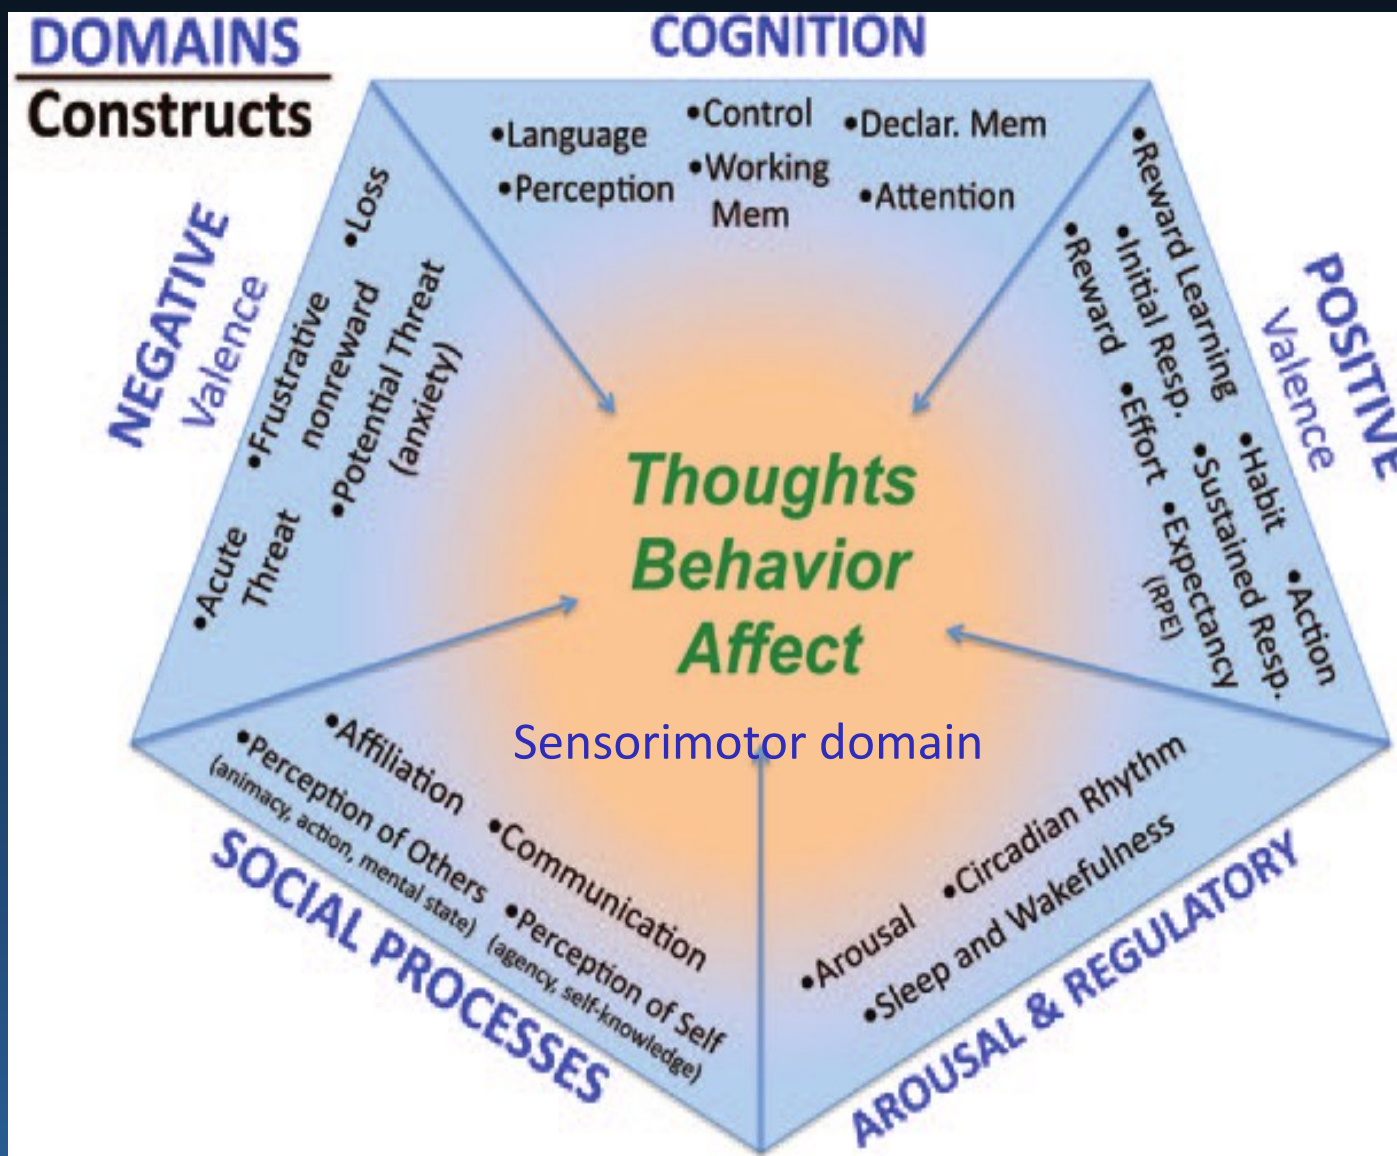 DOMAINS
Constructs
COGNITION
•Language
•Control
•Declar. Mem
•Perception
•Working
Mem
•Attention
NEGATIVE
Valence
•Loss
•Frustrative
nonreward
•Potential Threat
(anxiety)
•Acute
Threat
POSITIVE
Valence
•Reward Learning
•Initial Resp.
•Reward
•Habit
•Sustained Resp.
•Effort
•Action
•Expectancy
(RPE)
Thoughts
Behavior
Affect
Sensorimotor domain
•Affiliation
•Perception of Others
(animacy, action, mental state)
•Communication
•Perception of Self
(agency, self-knowledge)
SOCIAL PROCESSES
•Circadian Rhythm
•Arousal
•Sleep and Wakefulness
AROUSAL & REGULATORY